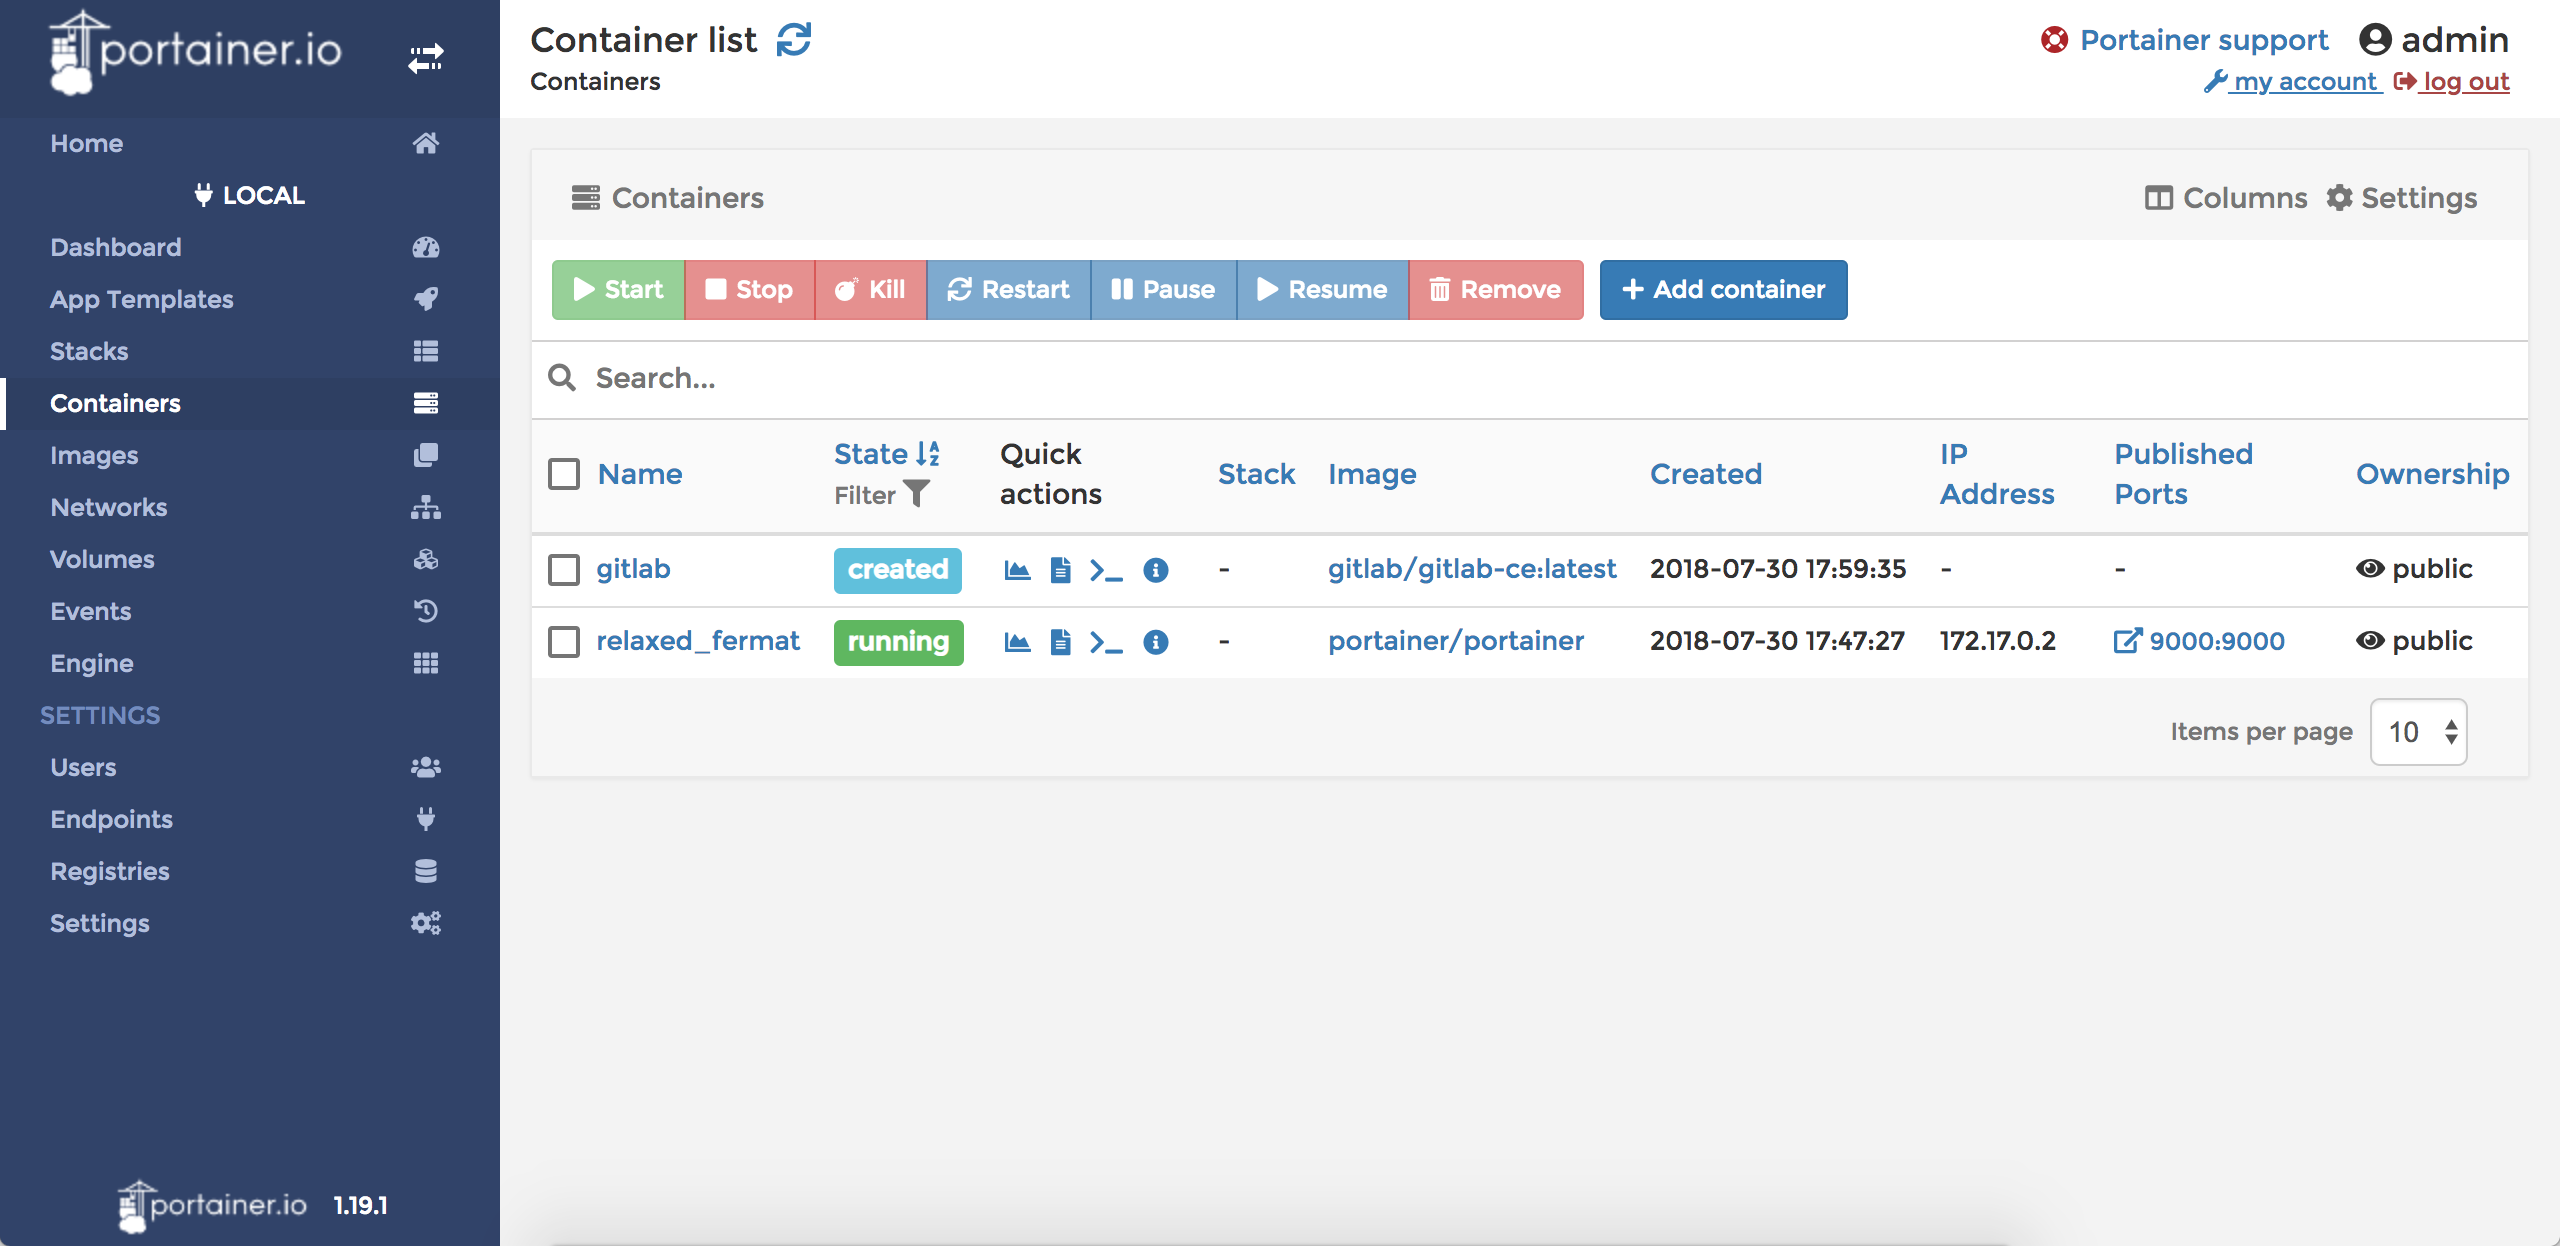 portainer.io
Container list
Containers
Portainer support admin
my account log out
Home
LOCAL
Dashboard
App Templates
Stacks
Containers
Images
Networks
Volumes
Events
Engine
SETTINGS
Users
Endpoints
Registries
Settings
portainer.io 1.19.1
Containers Columns Settings
Start Stop Kill Restart Pause Resume Remove Add container
Search...
Name State Filter Quick actions Stack Image Created IP Address Published Ports Ownership
gitlab created - gitlab/gitlab-ce:latest 2018-07-30 17:59:35 - - public
relaxed_fermat running - portainer/portainer 2018-07-30 17:47:27 172.17.0.2 9000:9000 public
Items per page 10